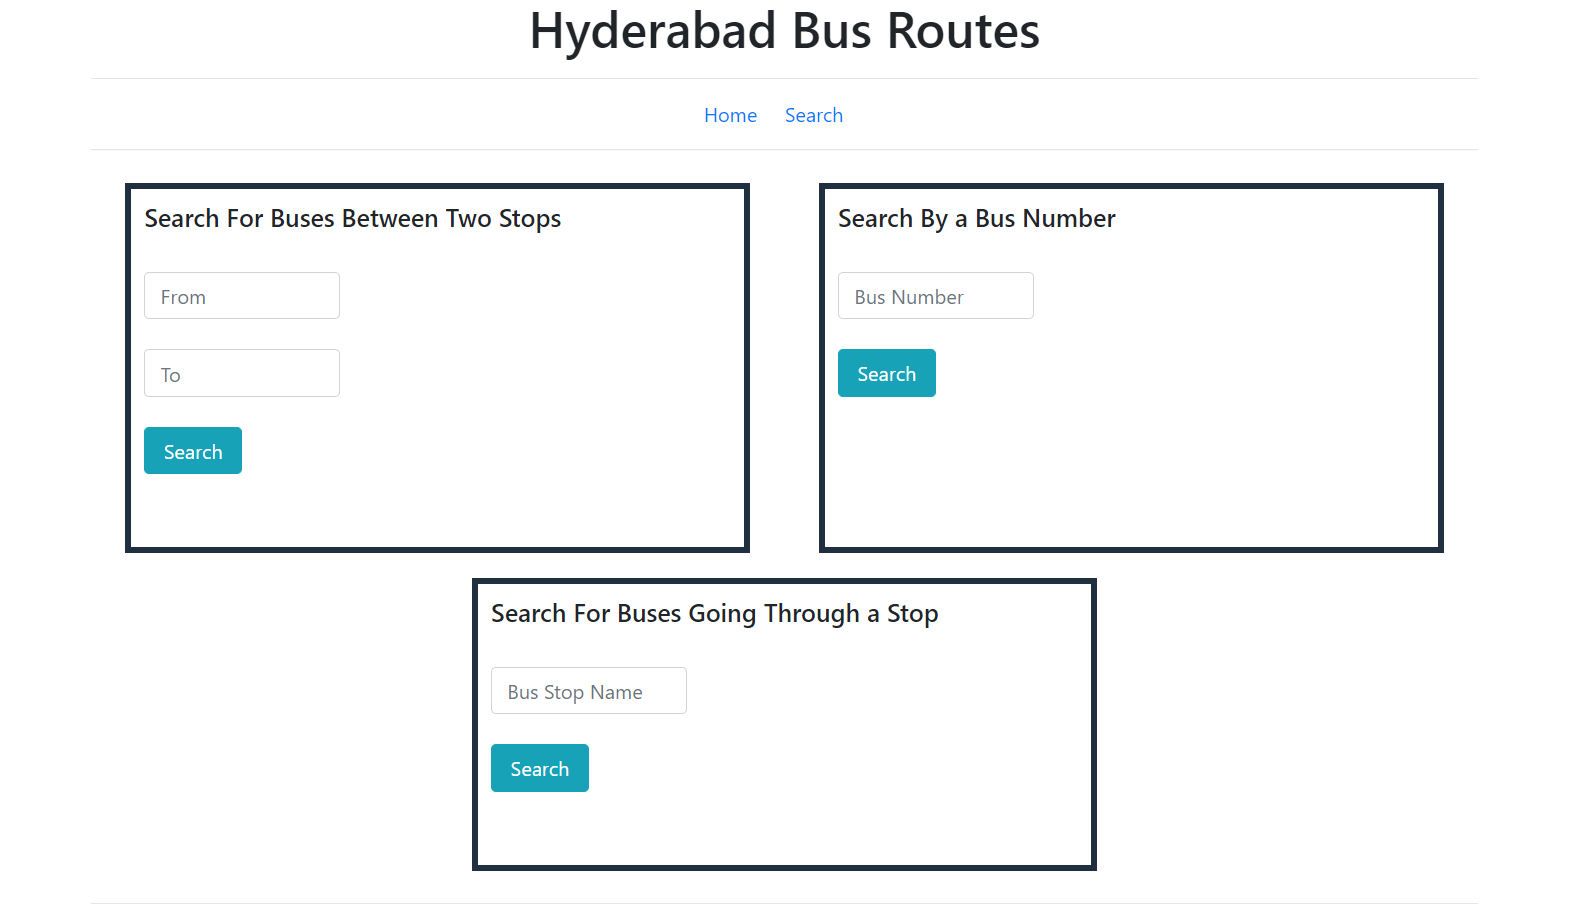 Hyderabad Bus Routes
Home Search
Search For Buses Between Two Stops
From
To
Search
Search By a Bus Number
Bus Number
Search
Search For Buses Going Through a Stop
Bus Stop Name
Search